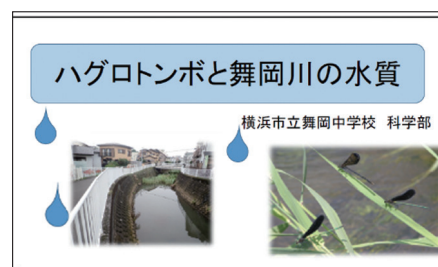 ハグロトンボと舞岡川の水質
横浜市立舞岡中学校 科学部